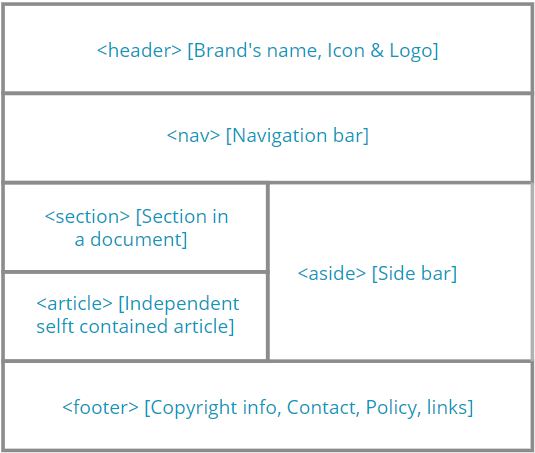 <header> [Brand's name, Icon & Logo]
<nav> [Navigation bar]
<section> [Section in
a document]
<article> [Independent
selft contained article]
<aside> [Side bar]
<footer> [Copyright info, Contact, Policy, links]